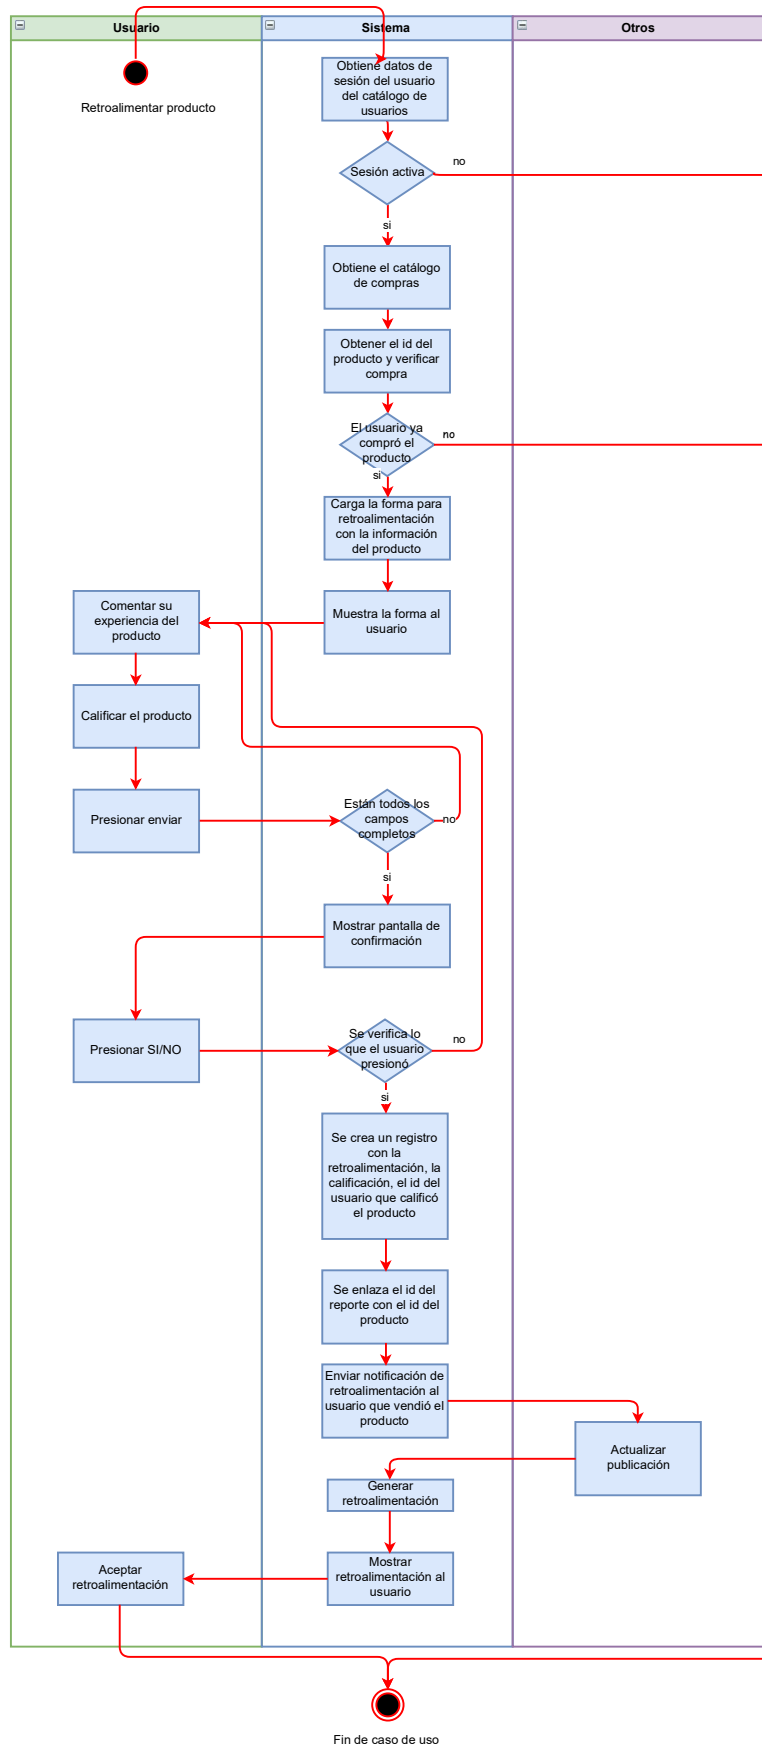 Usuario
Sistema
Otros
Retroalimentar producto
Obtiene datos de
sesión del usuario
del catálogo de
usuarios
Sesión activa
no
si
Obtiene el catálogo
de compras
Obtener el id del
producto y verificar
compra
El usuario ya
compró el
producto
no
si
Carga la forma para
retroalimentación
con la información
del producto
Muestra la forma al
usuario
Comentar su
experiencia del
producto
Calificar el producto
Presionar enviar
Están todos los
campos
completos
no
si
Mostrar pantalla de
confirmación
Presionar SI/NO
Se verifica lo
que el usuario
presionó
no
si
Se crea un registro
con la
retroalimentación, la
calificación, el id del
usuario que calificó
el producto
Se enlaza el id del
reporte con el id del
producto
Enviar notificación de
retroalimentación al
usuario que vendió el
producto
Actualizar
publicación
Generar
retroalimentación
Mostrar
retroalimentación al
usuario
Aceptar
retroalimentación
Fin de caso de uso